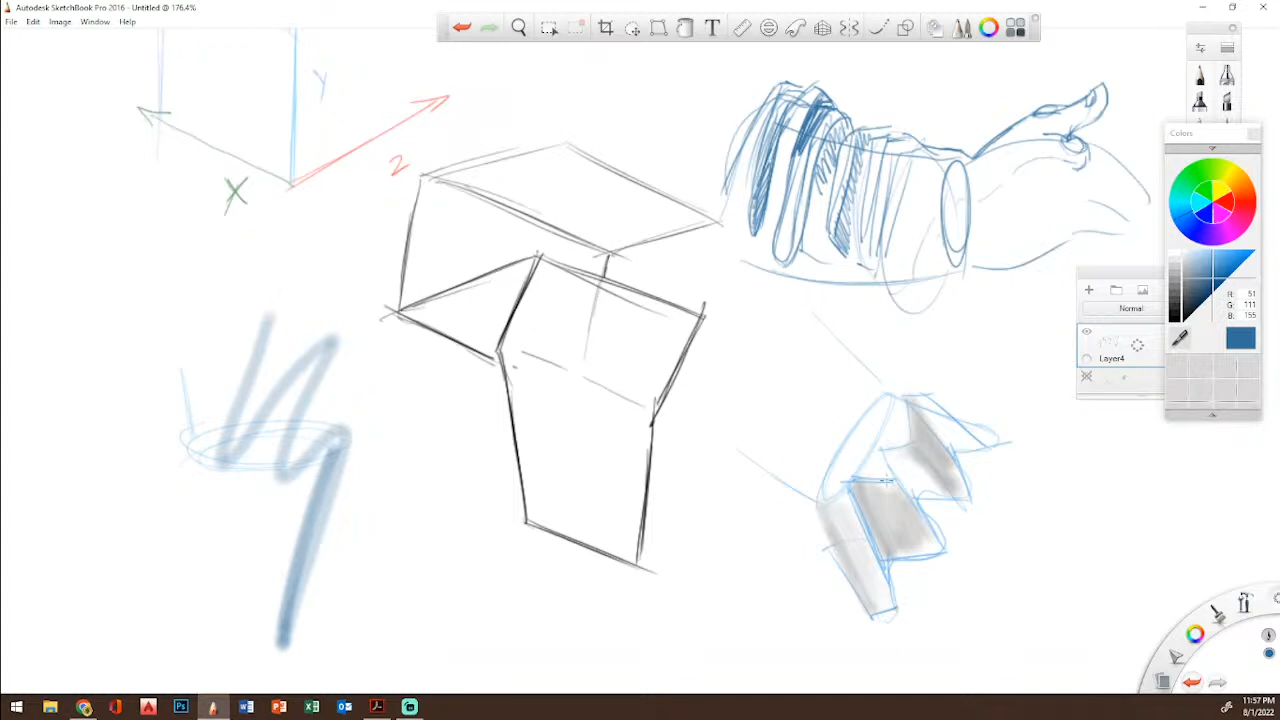 Autodesk SketchBook Pro 2016 - Untitled @ 176.4%
File Edit Image Window Help
T
Y
X
2
Colors
Normal
R: 51
G: 111
B: 155
Layer4
11:57 PM
8/1/2022